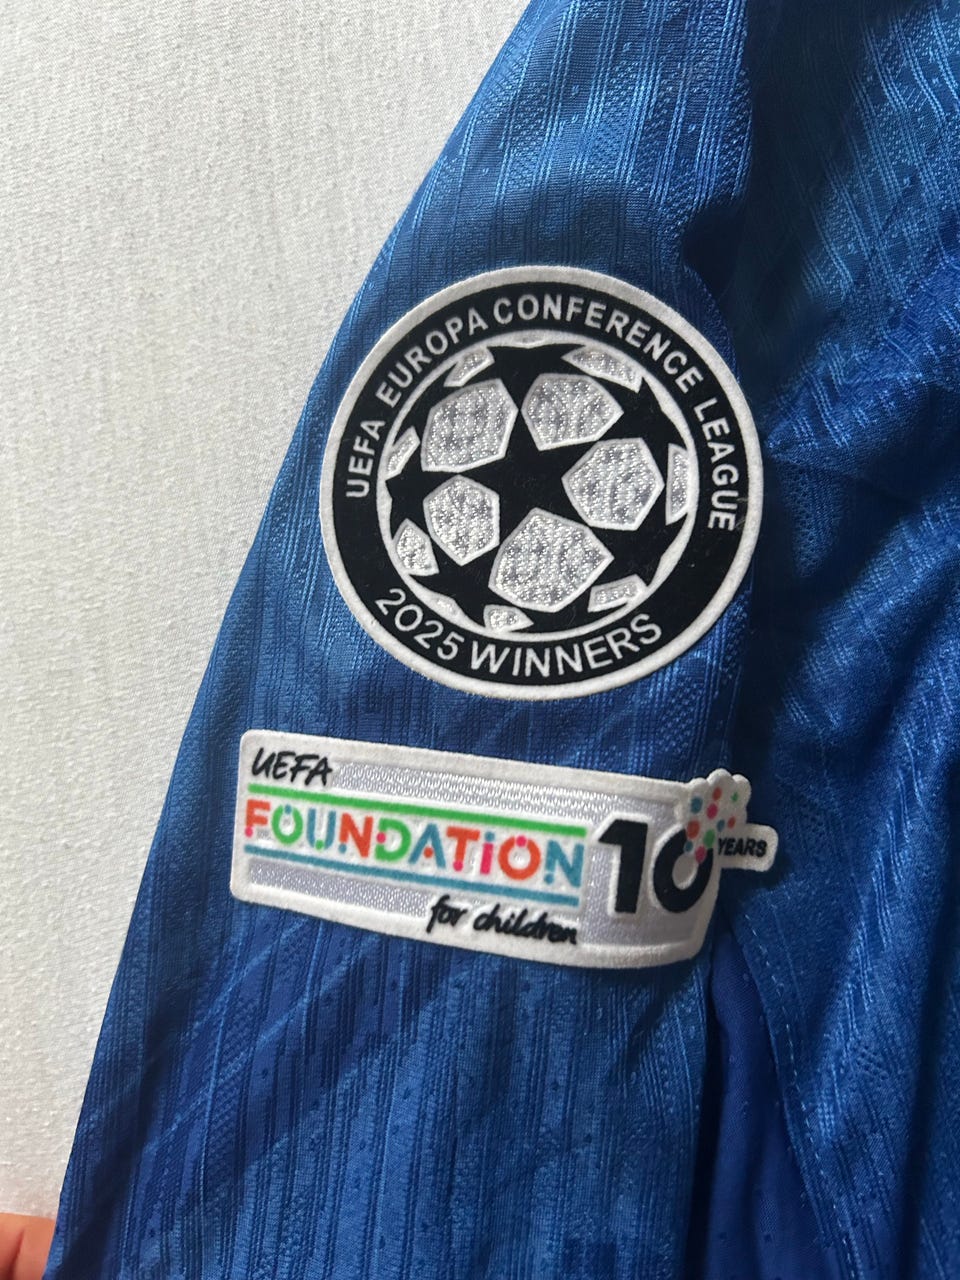 UEFA EUROPA CONFERENCE LEAGUE
2025 WINNERS
UEFA
FOUNDATION
for children
10 YEARS